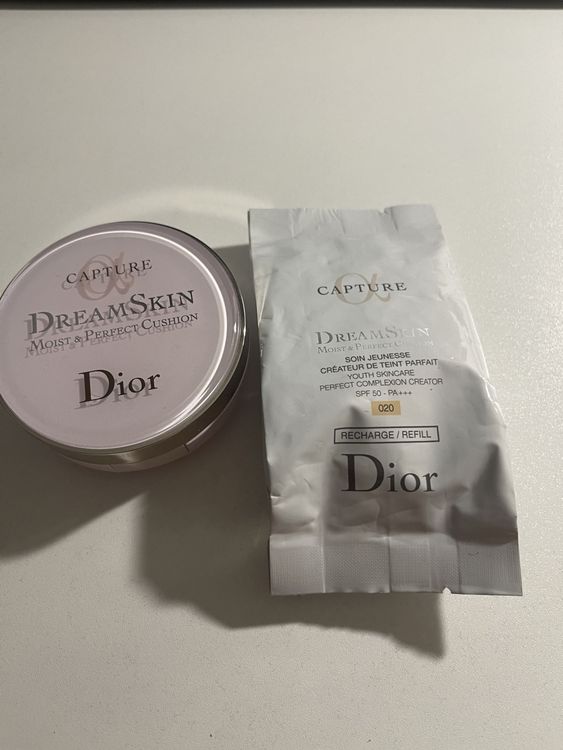 CAPTURE
DREAMSKIN
MOIST & PERFECT CUSHION
Dior
CAPTURE
DREAMSKIN
MOIST & PERFECT CUSHION
SOIN JEUNESSE
CRÉATEUR DE TEINT PARFAIT
YOUTH SKINCARE
PERFECT COMPLEXION CREATOR
SPF 50 - PA+++
020
RECHARGE / REFILL
Dior